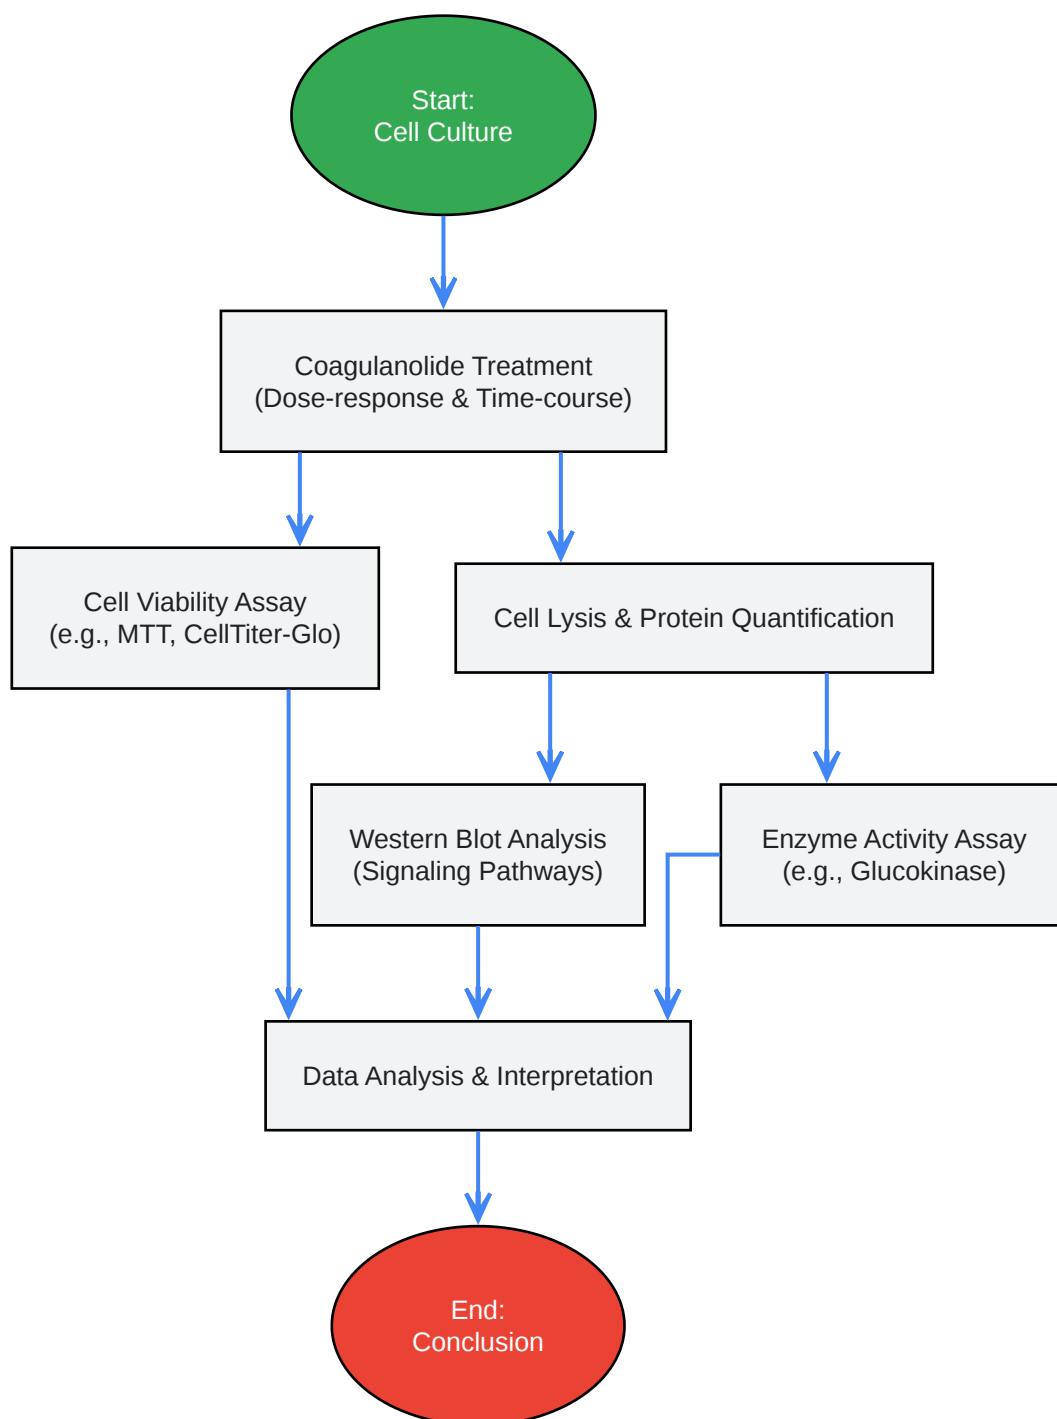 Start:
Cell Culture
Coagulanolide Treatment
(Dose-response & Time-course)
Cell Viability Assay
(e.g., MTT, CellTiter-Glo)
Cell Lysis & Protein Quantification
Western Blot Analysis
(Signaling Pathways)
Enzyme Activity Assay
(e.g., Glucokinase)
Data Analysis & Interpretation
End:
Conclusion